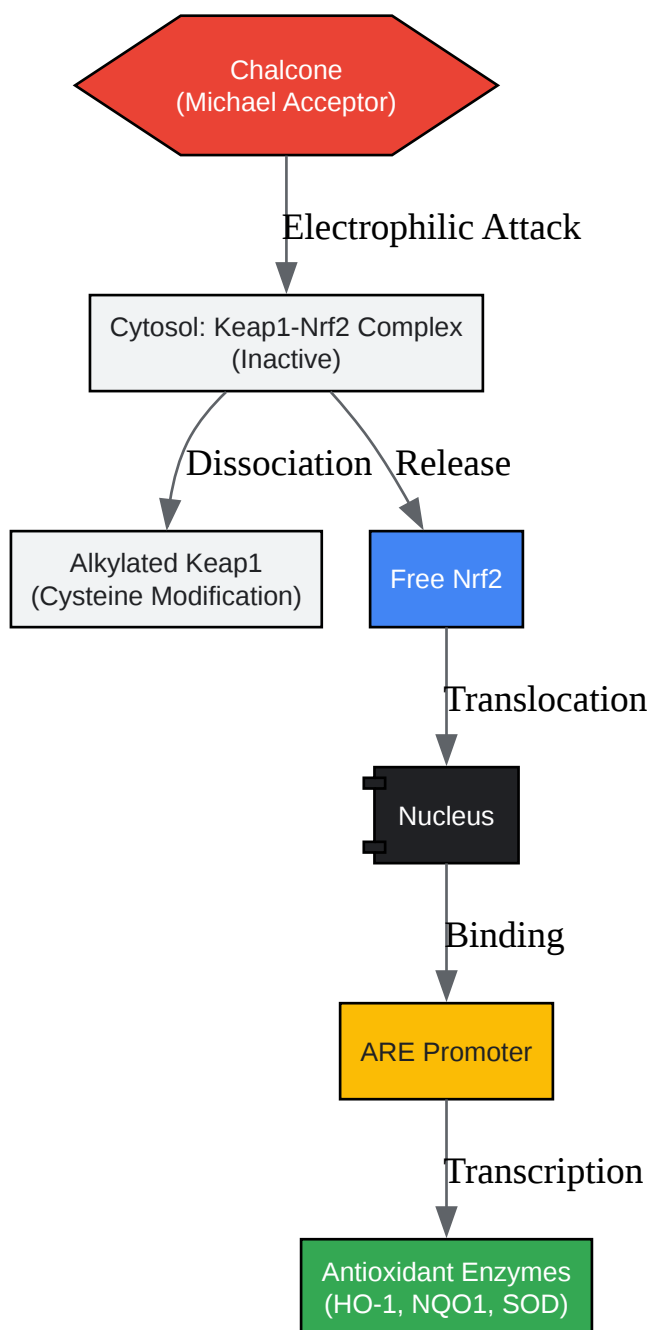 Chalcone
(Michael Acceptor)
Electrophilic Attack
Cytosol: Keap1-Nrf2 Complex
(Inactive)
Dissociation
Release
Alkylated Keap1
(Cysteine Modification)
Free Nrf2
Translocation
Nucleus
Binding
ARE Promoter
Transcription
Antioxidant Enzymes
(HO-1, NQO1, SOD)